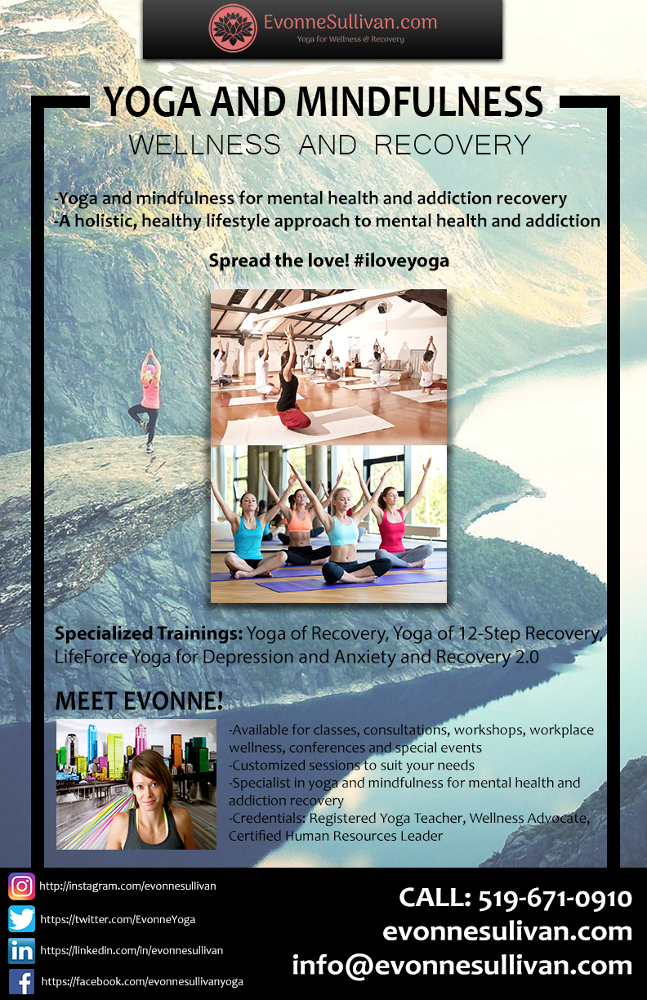 EvonneSullivan.com
Yoga for Wellness & Recovery
YOGA AND MINDFULNESS
WELLNESS AND RECOVERY
-Yoga and mindfulness for mental health and addiction recovery
-A holistic, healthy lifestyle approach to mental health and addiction
Spread the love! #iloveyoga
Specialized Trainings: Yoga of Recovery, Yoga of 12-Step Recovery,
LifeForce Yoga for Depression and Anxiety and Recovery 2.0
MEET EVONNE!
-Available for classes, consultations, workshops, workplace
wellness, conferences and special events
-Customized sessions to suit your needs
-Specialist in yoga and mindfulness for mental health and
addiction recovery
-Credentials: Registered Yoga Teacher, Wellness Advocate,
Certified Human Resources Leader
http://instagram.com/evonnesullivan
https://twitter.com/EvonneYoga
https://linkedin.com/in/evonnesullivan
https://facebook.com/evonnesullivanyoga
CALL: 519-671-0910
evonnesulivan.com
info@evonnesullivan.com